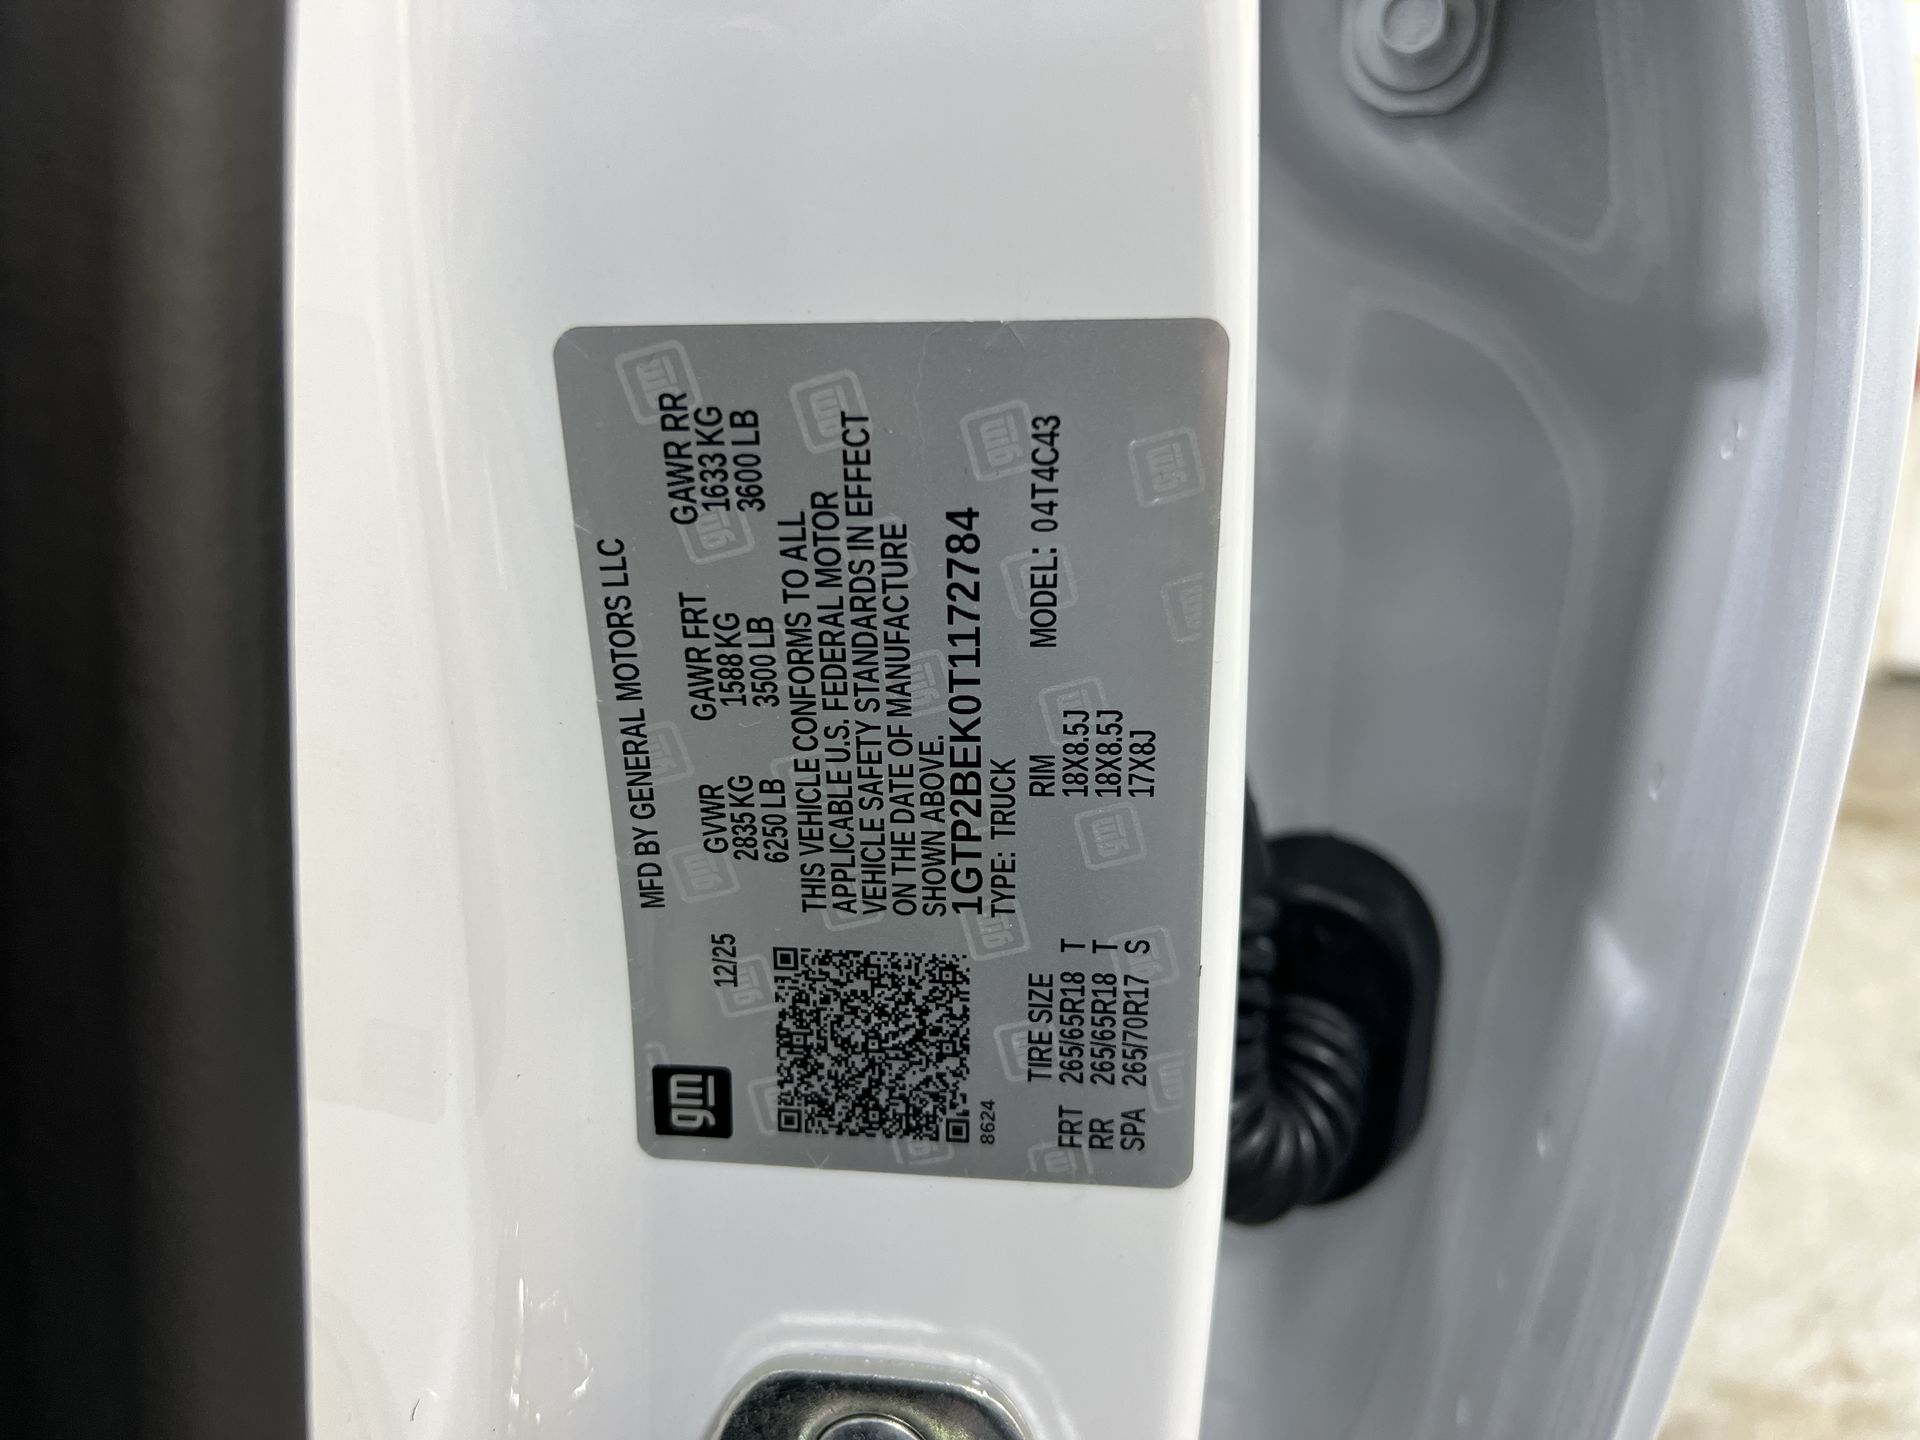 gm
MFD BY GENERAL MOTORS LLC
12/25
GVWR GAWR FRT GAWR RR
2835 KG 1588 KG 1633 KG
6250 LB 3500 LB 3600 LB
THIS VEHICLE CONFORMS TO ALL
APPLICABLE U.S. FEDERAL MOTOR
VEHICLE SAFETY STANDARDS IN EFFECT
ON THE DATE OF MANUFACTURE
SHOWN ABOVE.
1GTP2BEK0T1172784
8624 TYPE: TRUCK
MODEL: 04T4C43
TIRE SIZE RIM
FRT 265/65R18 T 18X8.5J
RR 265/65R18 T 18X8.5J
SPA 265/70R17 S 17X8J